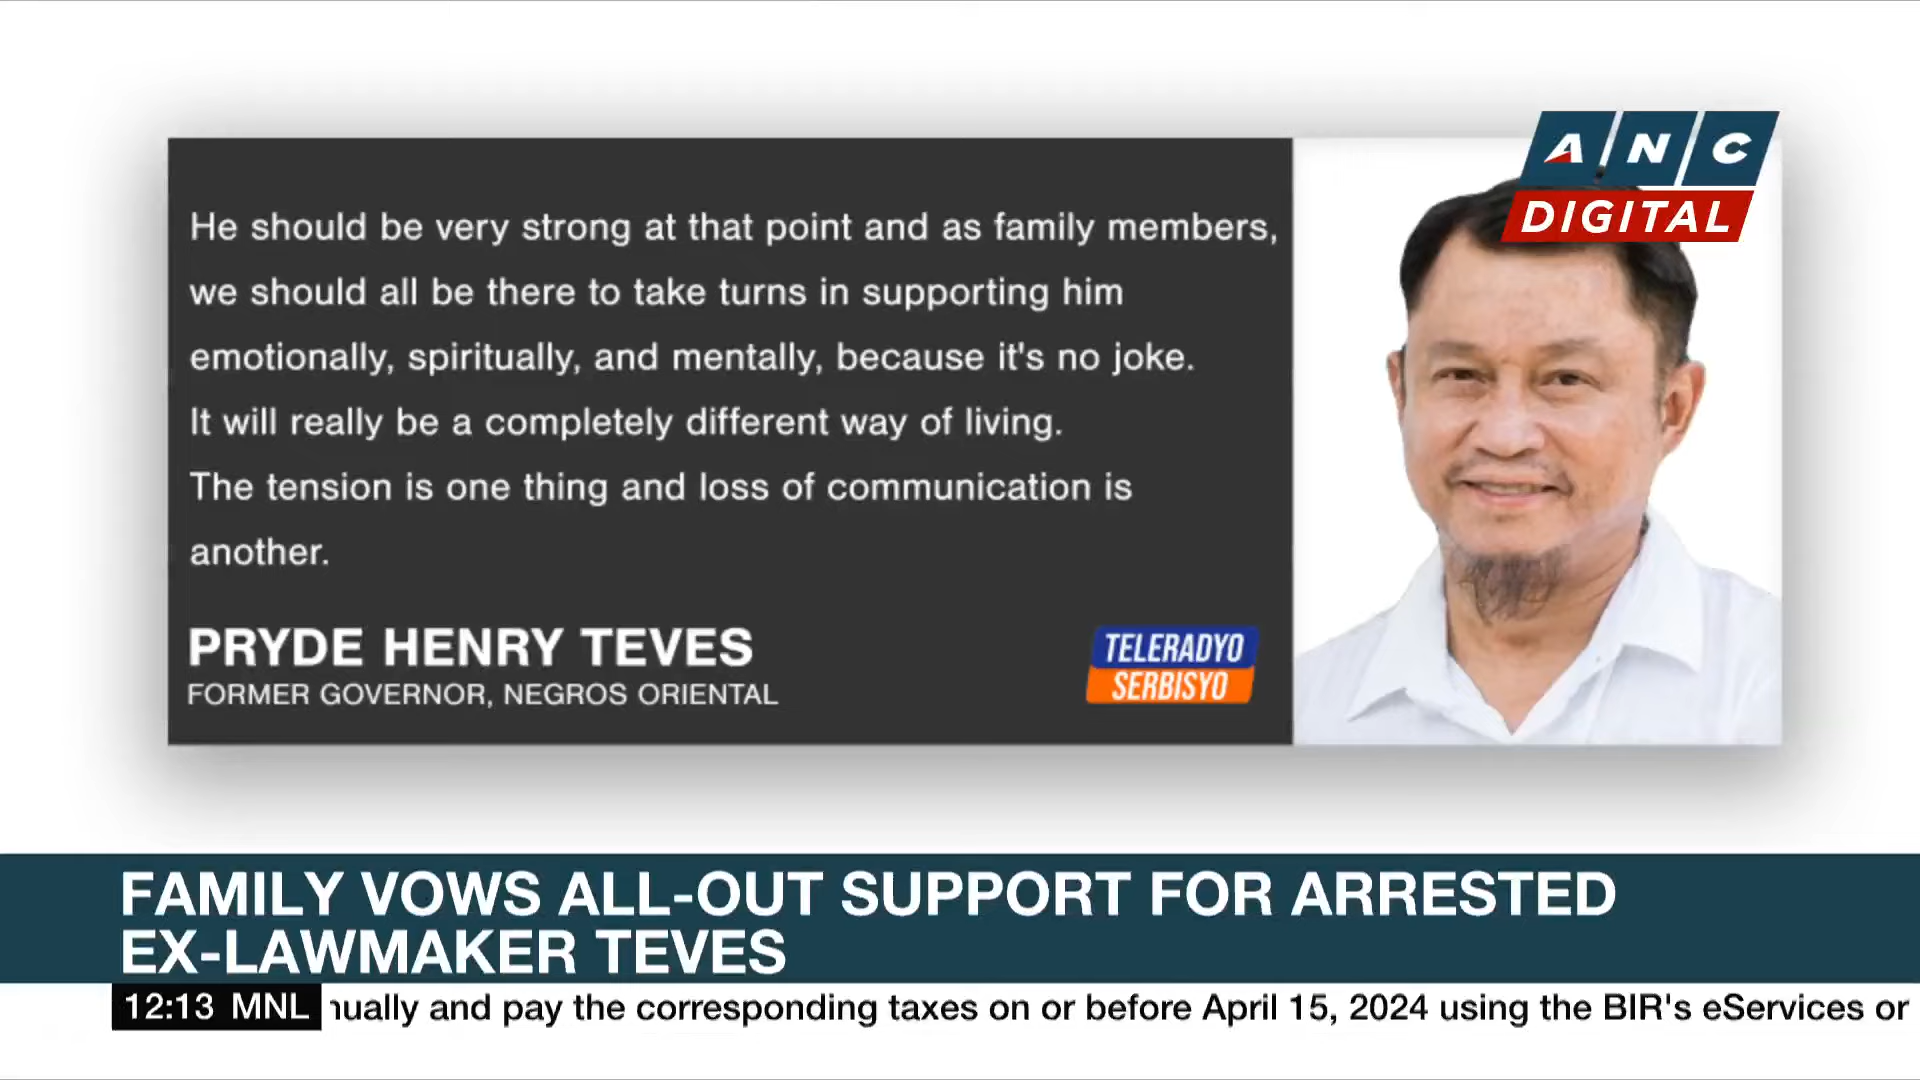 ANC
DIGITAL
He should be very strong at that point and as family members,
we should all be there to take turns in supporting him
emotionally, spiritually, and mentally, because it's no joke.
It will really be a completely different way of living.
The tension is one thing and loss of communication is
another.
PRYDE HENRY TEVES
FORMER GOVERNOR, NEGROS ORIENTAL
TELERADYO
SERBISYO
FAMILY VOWS ALL-OUT SUPPORT FOR ARRESTED
EX-LAWMAKER TEVES
12:13 MNL
and pay the corresponding taxes on or before April 15, 2024 using the BIR's eServices or